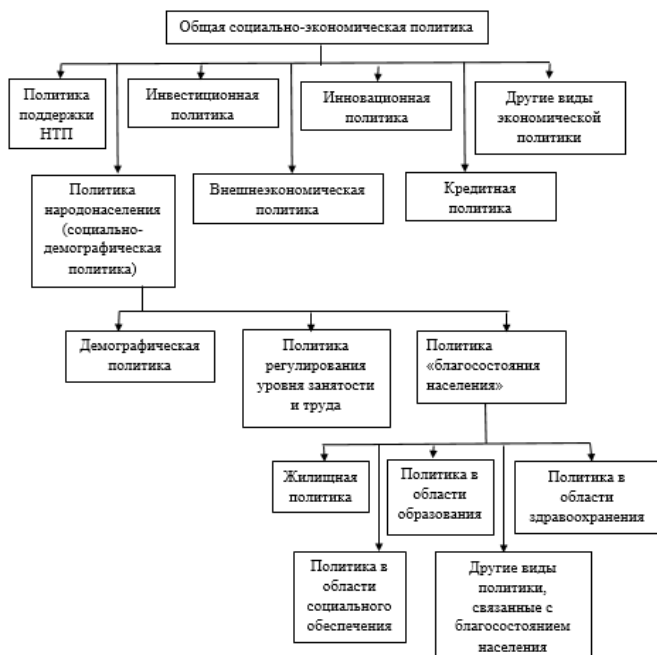 Общая социально-экономическая политика
Политика
поддержки
НТП
Инвестиционная
политика
Инновационная
политика
Другие виды
экономической
политики
Политика
народонаселения
(социально-
демографическая
политика)
Внешнеэкономическая
политика
Кредитная
политика
Демографическая
политика
Политика
регулирования
уровня занятости
и труда
Политика
«благосостояния
населения»
Жилищная
политика
Политика в
области
образования
Политика в
области
здравоохранения
Политика в
области
социального
обеспечения
Другие виды
политики,
связанные с
благосостоянием
населения